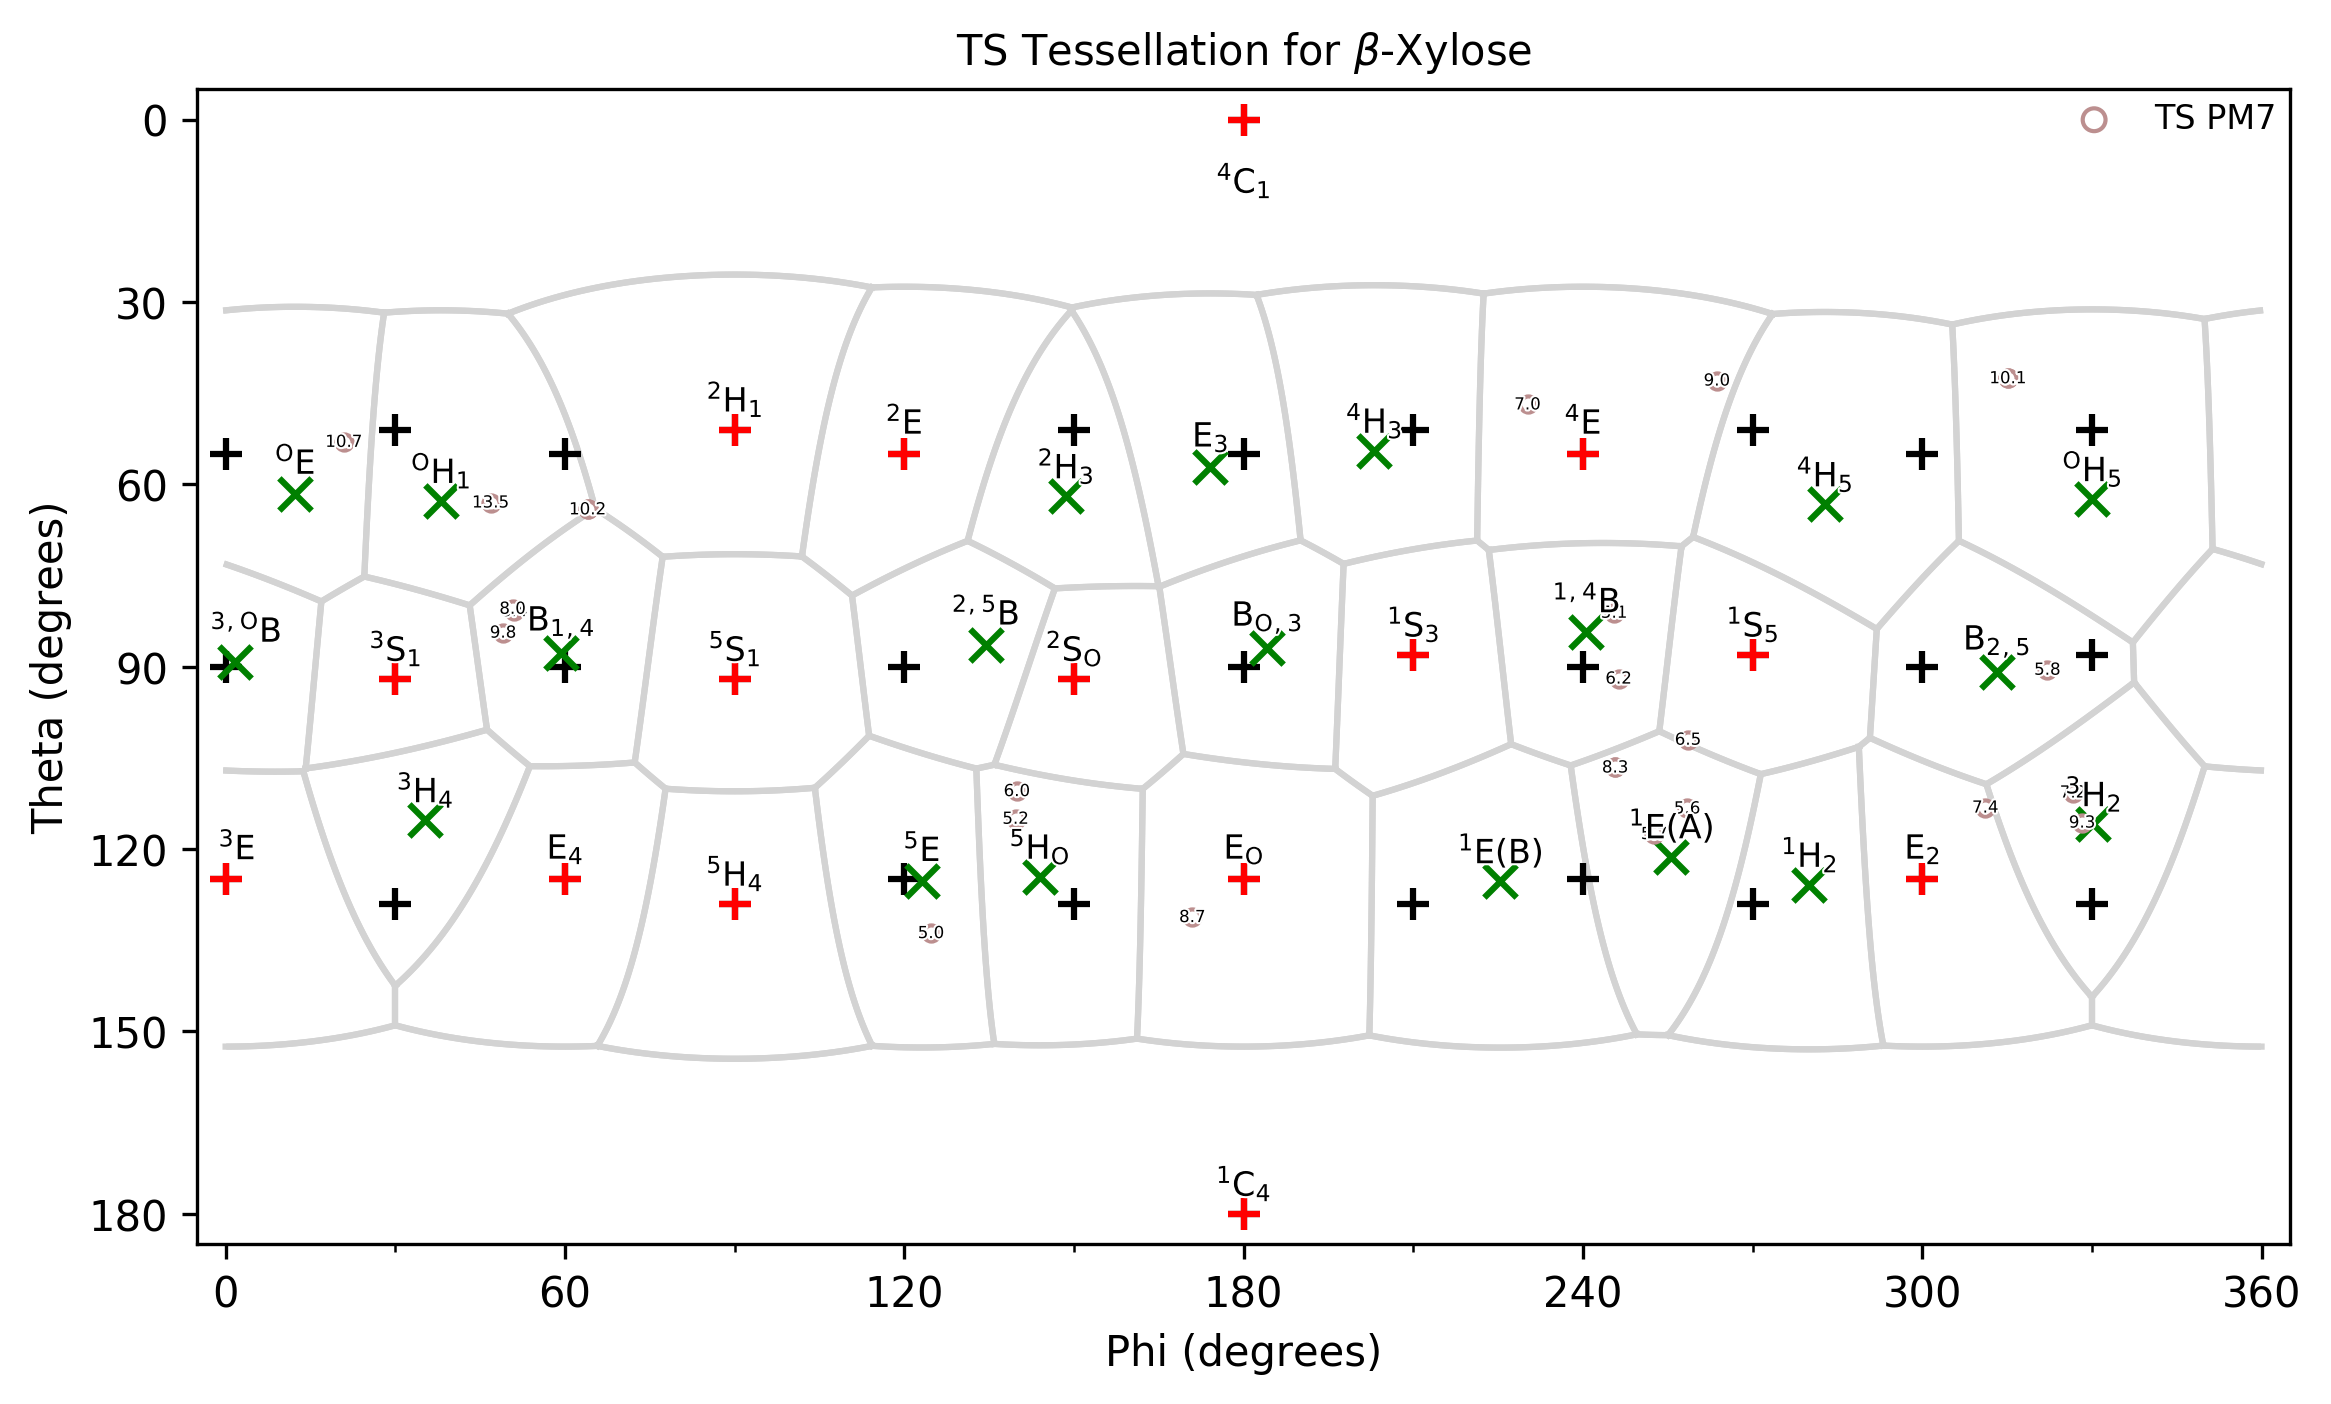 TS Tessellation for β-Xylose
TS PM7
⁴C₁
0
30
60
90
120
150
180
Theta (degrees)
9.0
10.1
7.0
²H₁
²E
⁴H₃
⁴E
10.7
ᴼE
ᴼH₁
²H₃
E₃
⁴H₅
ᴼH₅
13.5
10.2
8.0
9.8
³,ᴼB
³S₁
B₁,₄
⁵S₁
²,⁵B
²Sₒ
Bₒ,₃
¹S₃
¹,⁴B
¹S₅
B₂,₅
5.8
6.2
6.5
8.3
³H₄
6.0
5.2
5.6
7.4
³H₂
9.3
³E
E₄
⁵H₄
⁵E
⁵Hₒ
Eₒ
¹E(B)
¹E(A)
¹H₂
E₂
8.7
5.0
¹C₄
0
60
120
180
240
300
360
Phi (degrees)